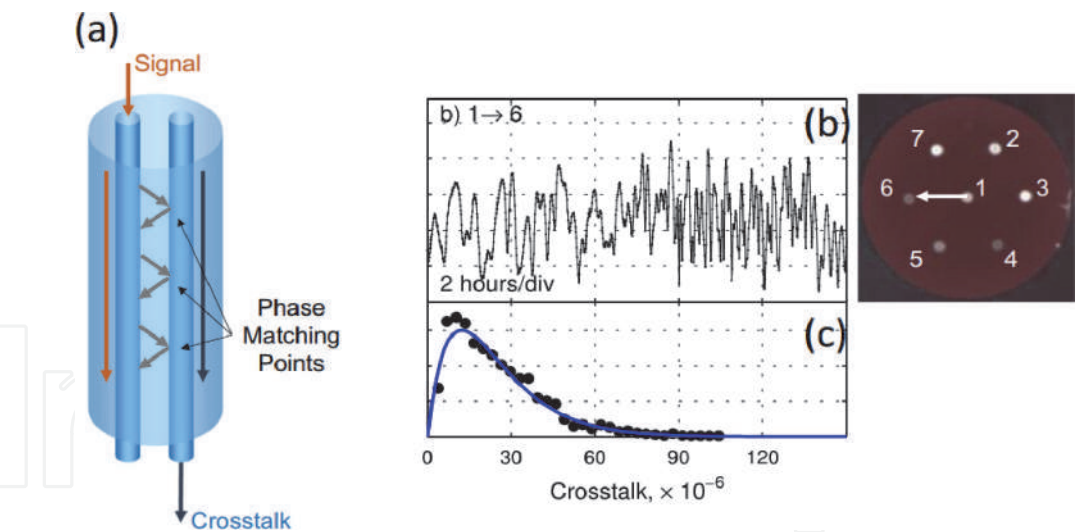 (a)
Signal
Phase
Matching
Points
Crosstalk
b) 1→6
(b)
2 hours/div
(c)
0 30 60 90 120
Crosstalk, × 10⁻⁶
7 2
6 1 3
5 4